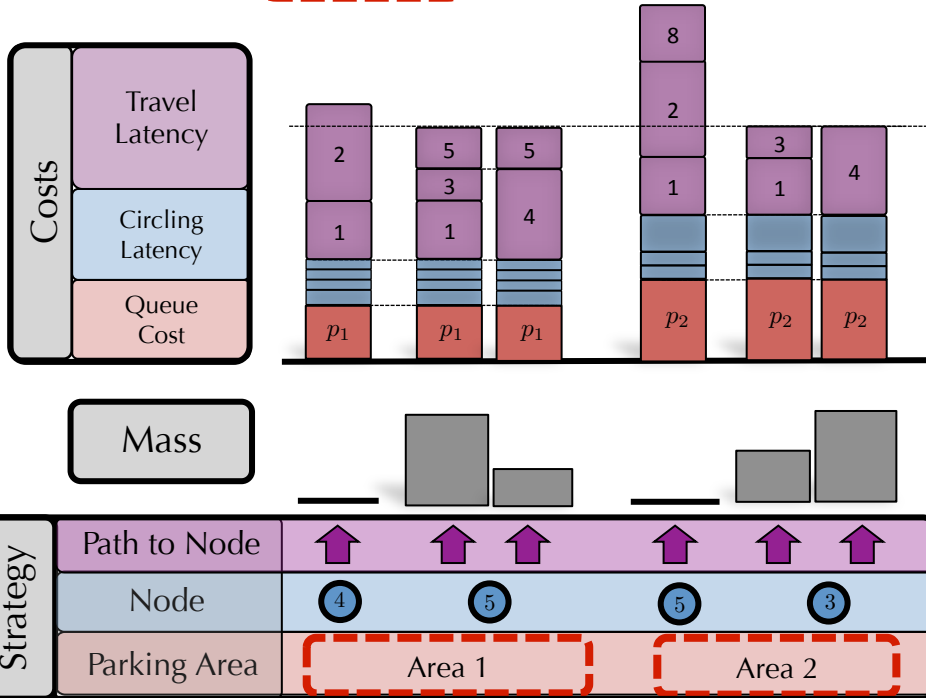 Costs
Travel
Latency
Circling
Latency
Queue
Cost
2
1
p₁
5
3
1
p₁
5
4
p₁
8
2
1
p₂
3
1
p₂
4
p₂
Mass
Strategy
Path to Node
Node
4
5
5
3
Parking Area
Area 1
Area 2